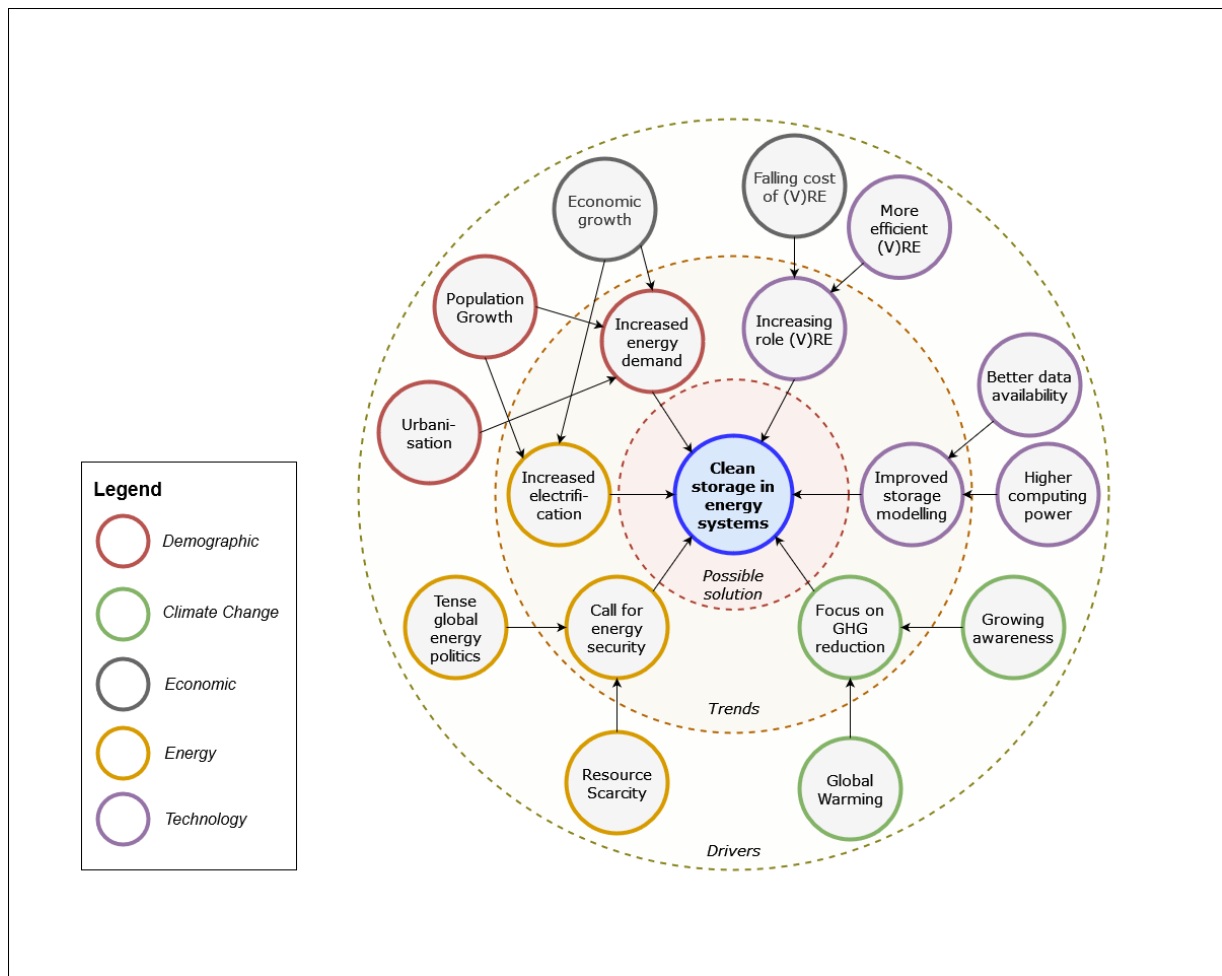 Falling cost
of (V)RE
Economic
growth
More
efficient
(V)RE
Population
Growth
Increased
energy
demand
Increasing
role (V)RE
Better data
availability
Urbani-
sation
Clean
storage in
energy
systems
Increased
electrifi-
cation
Improved
storage
modelling
Higher
computing
power
Possible
solution
Tense
global
energy
politics
Call for
energy
security
Focus on
GHG
reduction
Growing
awareness
Trends
Resource
Scarcity
Global
Warming
Drivers
Legend
Demographic
Climate Change
Economic
Energy
Technology